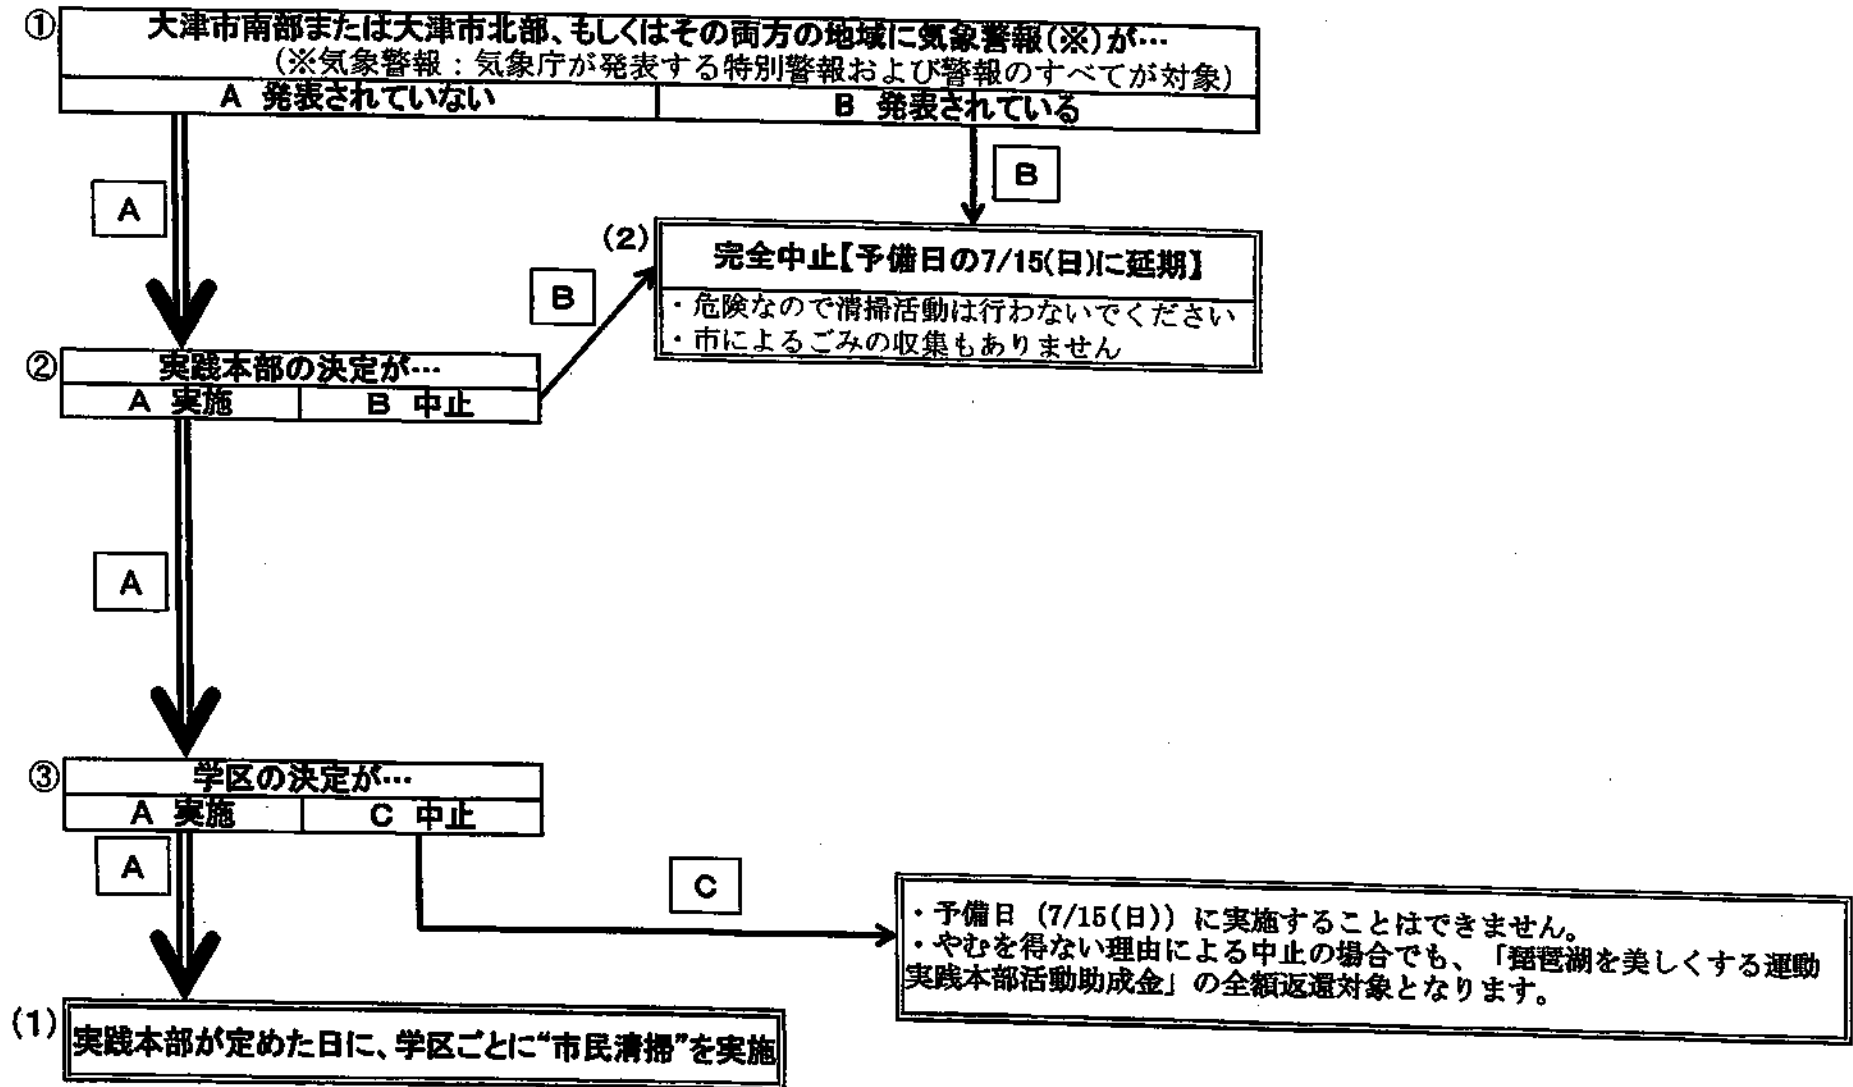 ①
大津市南部または大津市北部、もしくはその両方の地域に気象警報(※)が…
(※気象警報：気象庁が発表する特別警報および警報のすべてが対象)
A 発表されていない
B 発表されている
A
B
(2)
完全中止【予備日の7/15(日)に延期】
・危険なので清掃活動は行わないでください
・市によるごみの収集もありません
B
②
実践本部の決定が…
A 実施
B 中止
A
③
学区の決定が…
A 実施
C 中止
A
C
・予備日（7/15(日)）に実施することはできません。
・やむを得ない理由による中止の場合でも、「琵琶湖を美しくする運動
実践本部活動助成金」の全額返還対象となります。
(1)
実践本部が定めた日に、学区ごとに“市民清掃”を実施